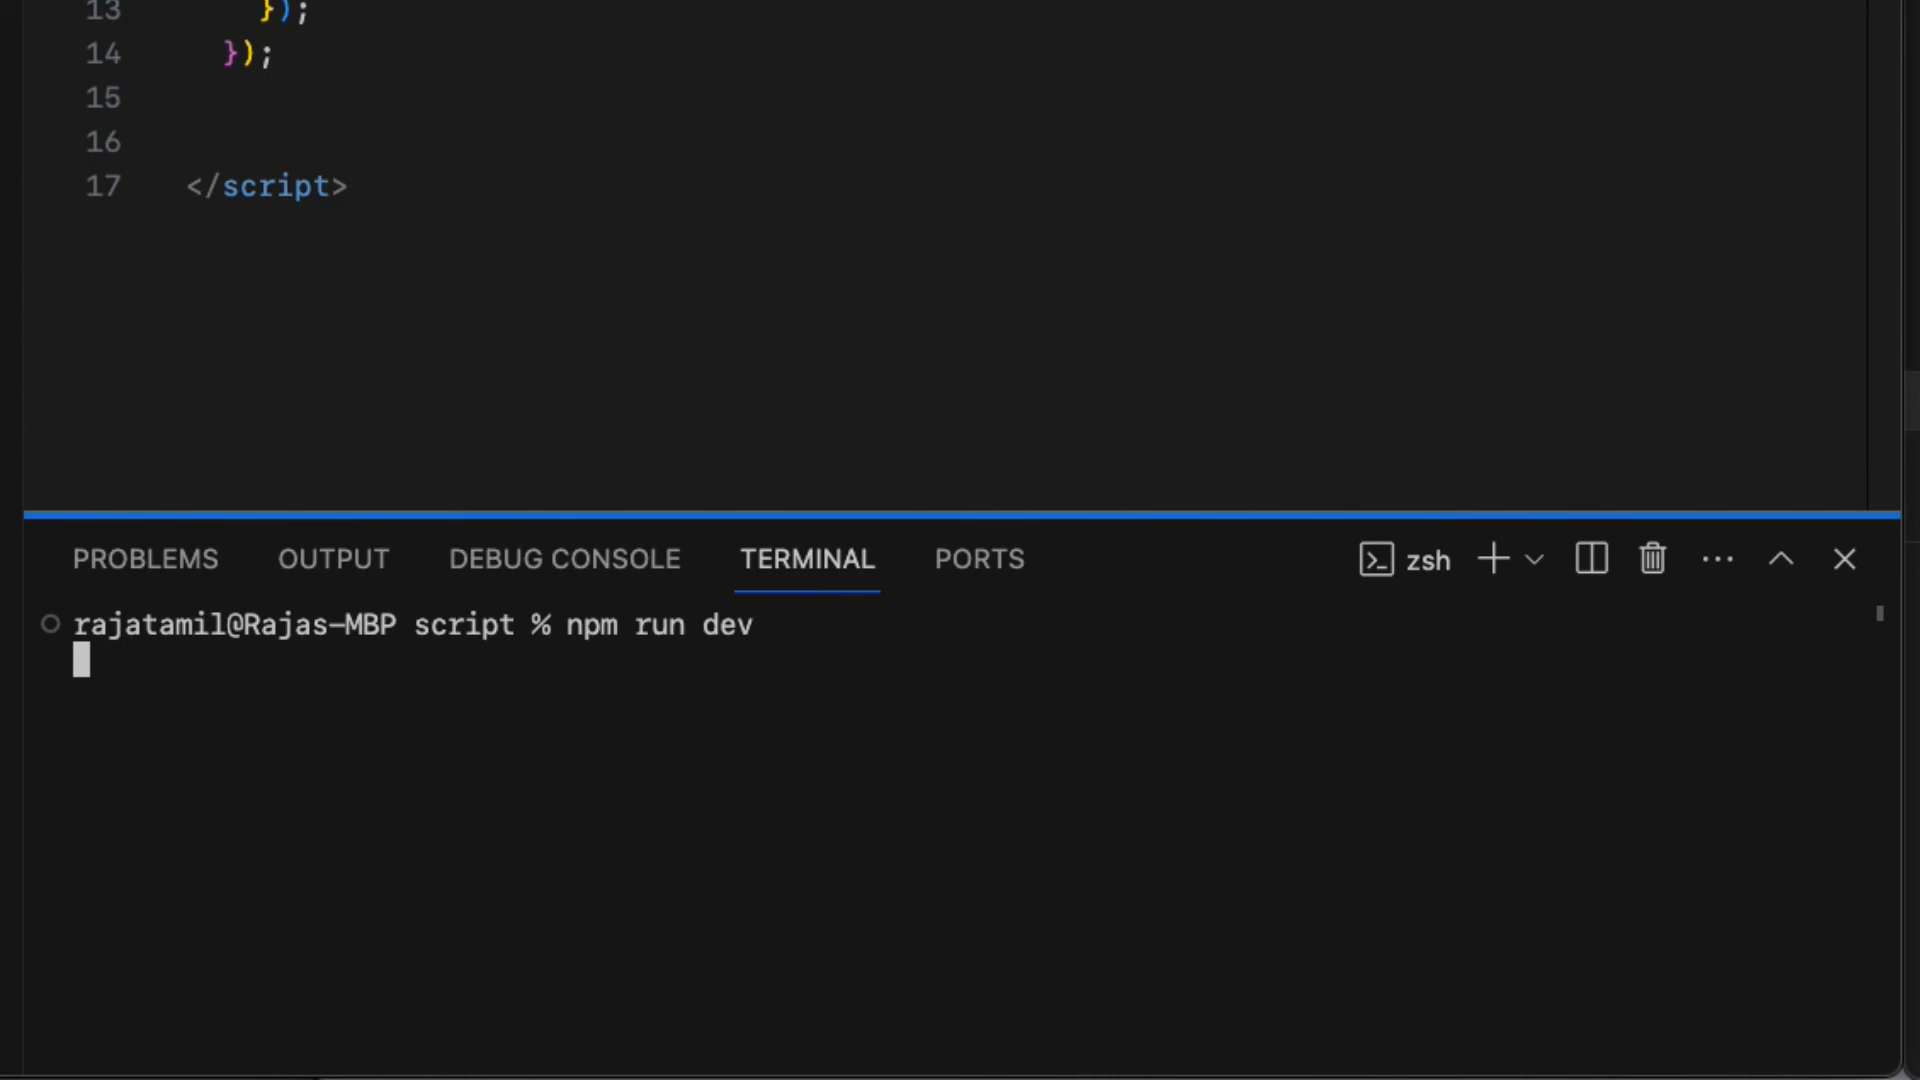 13 });
14 });
15
16
17 </script>
PROBLEMS OUTPUT DEBUG CONSOLE TERMINAL PORTS zsh
rajatamil@Rajas-MBP script % npm run dev